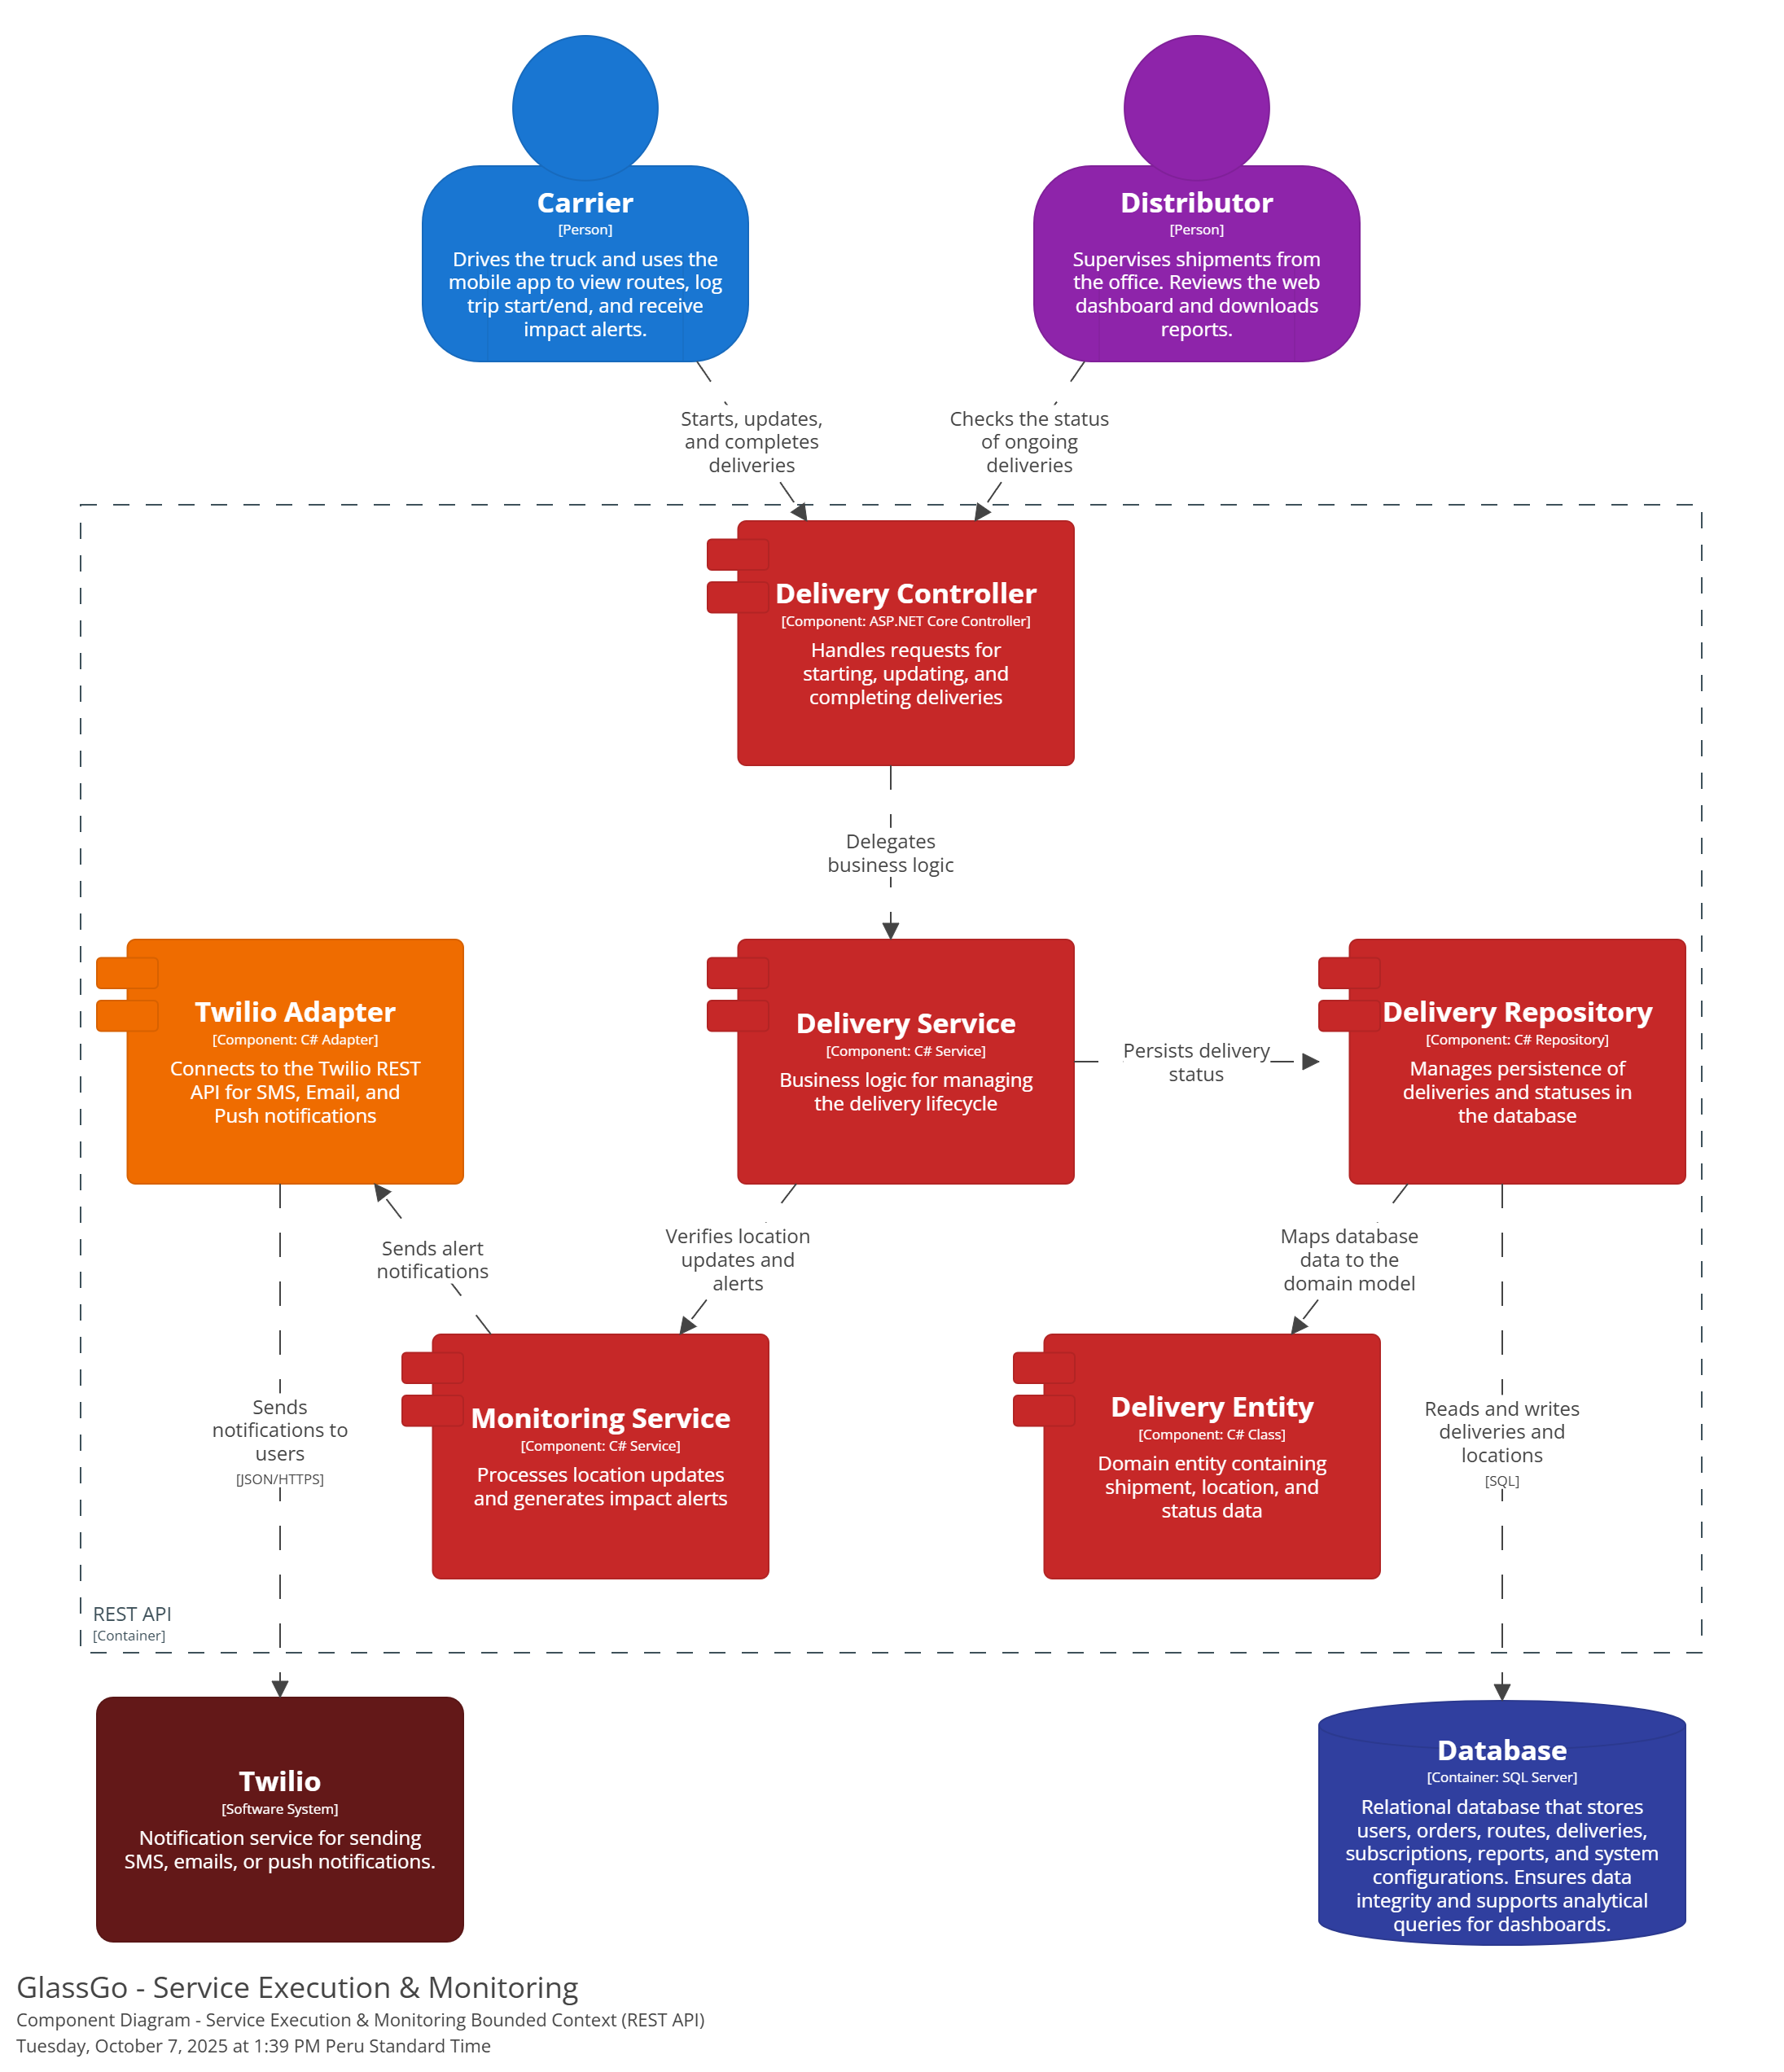 Carrier
[Person]
Drives the truck and uses the
mobile app to view routes, log
trip start/end, and receive
impact alerts.
Distributor
[Person]
Supervises shipments from
the office. Reviews the web
dashboard and downloads
reports.
Starts, updates,
and completes
deliveries
Checks the status
of ongoing
deliveries
Delivery Controller
[Component: ASP.NET Core Controller]
Handles requests for
starting, updating, and
completing deliveries
Delegates
business logic
Twilio Adapter
[Component: C# Adapter]
Connects to the Twilio REST
API for SMS, Email, and
Push notifications
Delivery Service
[Component: C# Service]
Business logic for managing
the delivery lifecycle
Persists delivery
status
Delivery Repository
[Component: C# Repository]
Manages persistence of
deliveries and statuses in
the database
Sends alert
notifications
Verifies location
updates and
alerts
Maps database
data to the
domain model
Sends
notifications to
users
[JSON/HTTPS]
Monitoring Service
[Component: C# Service]
Processes location updates
and generates impact alerts
Delivery Entity
[Component: C# Class]
Domain entity containing
shipment, location, and
status data
Reads and writes
deliveries and
locations
[SQL]
REST API
[Container]
Twilio
[Software System]
Notification service for sending
SMS, emails, or push notifications.
Database
[Container: SQL Server]
Relational database that stores
users, orders, routes, deliveries,
subscriptions, reports, and system
configurations. Ensures data
integrity and supports analytical
queries for dashboards.
GlassGo - Service Execution & Monitoring
Component Diagram - Service Execution & Monitoring Bounded Context (REST API)
Tuesday, October 7, 2025 at 1:39 PM Peru Standard Time